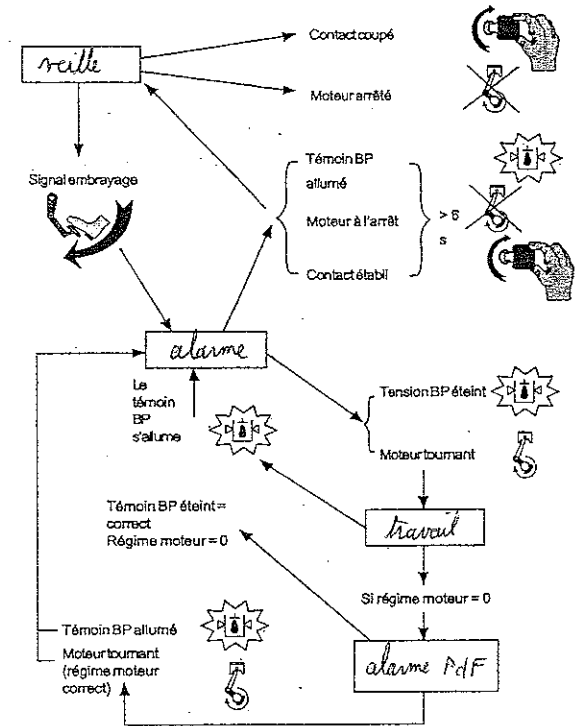 veille
Contact coupé
Moteur arrêté
Signal embrayage
Témoin BP
allumé
Moteur à l'arrêt
Contact établi
> 6
s
alarme
Le
témoin
BP
s'allume
Tension BP éteint
Moteur tournant
Témoin BP éteint =
correct
Régime moteur = 0
travail
Si régime moteur = 0
Témoin BP allumé
Moteur tournant
(régime moteur
correct)
alarme PdF